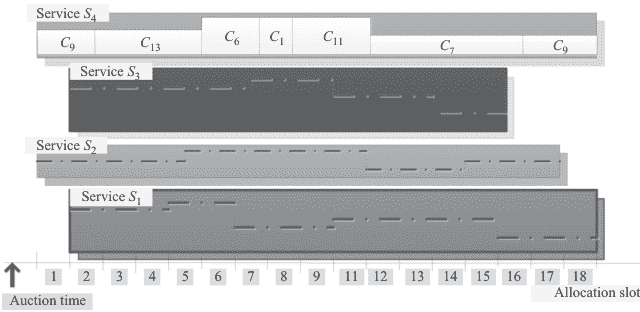 Service S4
C9 C13 C6 C1 C11 C7 C9
Service S3
Service S2
Service S1
1 2 3 4 5 6 7 8 9 11 12 13 14 15 16 17 18
Auction time
Allocation slot